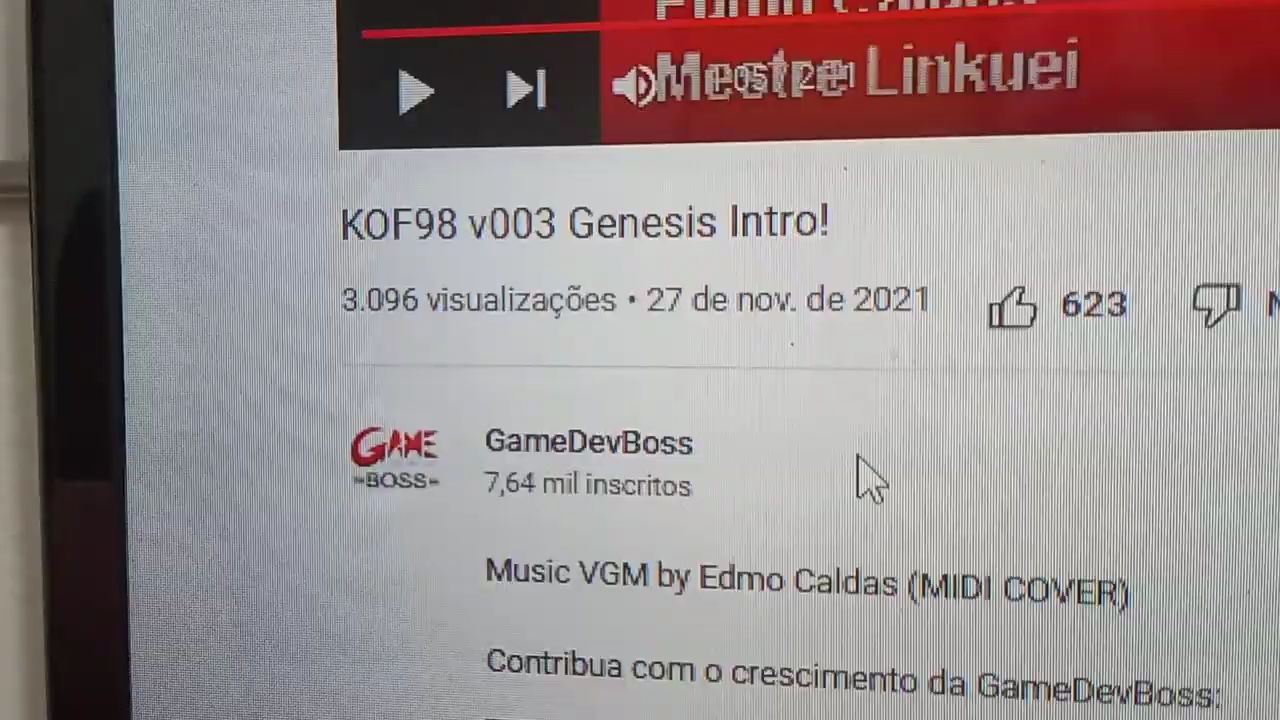 Mestre Linkuei
KOF98 v003 Genesis Intro!
3.096 visualizações • 27 de nov. de 2021 623
GAME
-BOSS-
GameDevBoss
7,64 mil inscritos
Music VGM by Edmo Caldas (MIDI COVER)
Contribua com o crescimento da GameDevBoss: